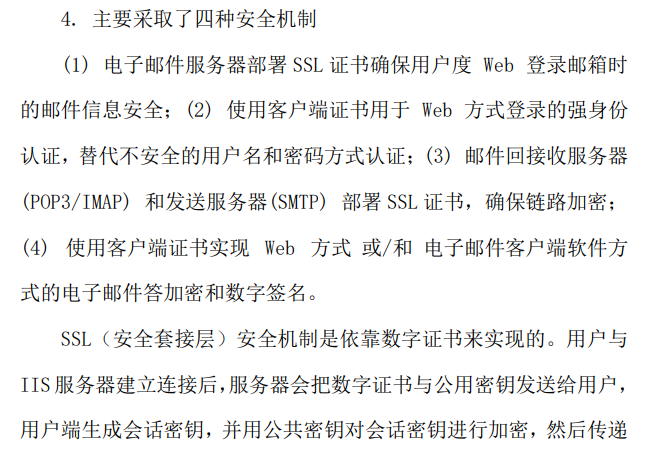 4. 主要采取了四种安全机制
(1) 电子邮件服务器部署 SSL 证书确保用户度 Web 登录邮箱时
的邮件信息安全；(2) 使用客户端证书用于 Web 方式登录的强身份
认证，替代不安全的用户名和密码方式认证；(3) 邮件回接收服务器
(POP3/IMAP) 和发送服务器(SMTP) 部署 SSL 证书，确保链路加密；
(4) 使用客户端证书实现 Web 方式 或/和 电子邮件客户端软件方
式的电子邮件答加密和数字签名。
SSL（安全套接层）安全机制是依靠数字证书来实现的。用户与
IIS 服务器建立连接后，服务器会把数字证书与公用密钥发送给用户，
用户端生成会话密钥，并用公共密钥对会话密钥进行加密，然后传递